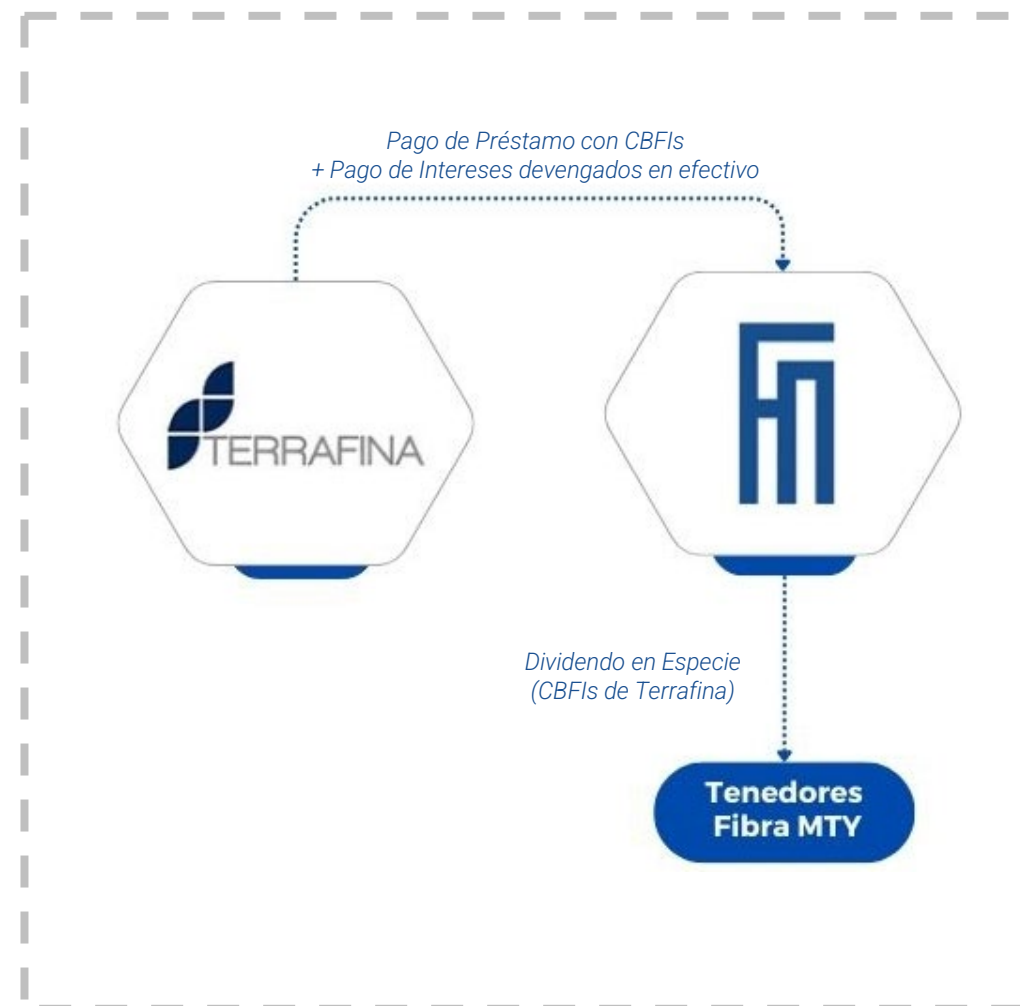 Pago de Préstamo con CBFIs
+ Pago de Intereses devengados en efectivo
TERRAFINA
Dividendo en Especie
(CBFIs de Terrafina)
Tenedores
Fibra MTY